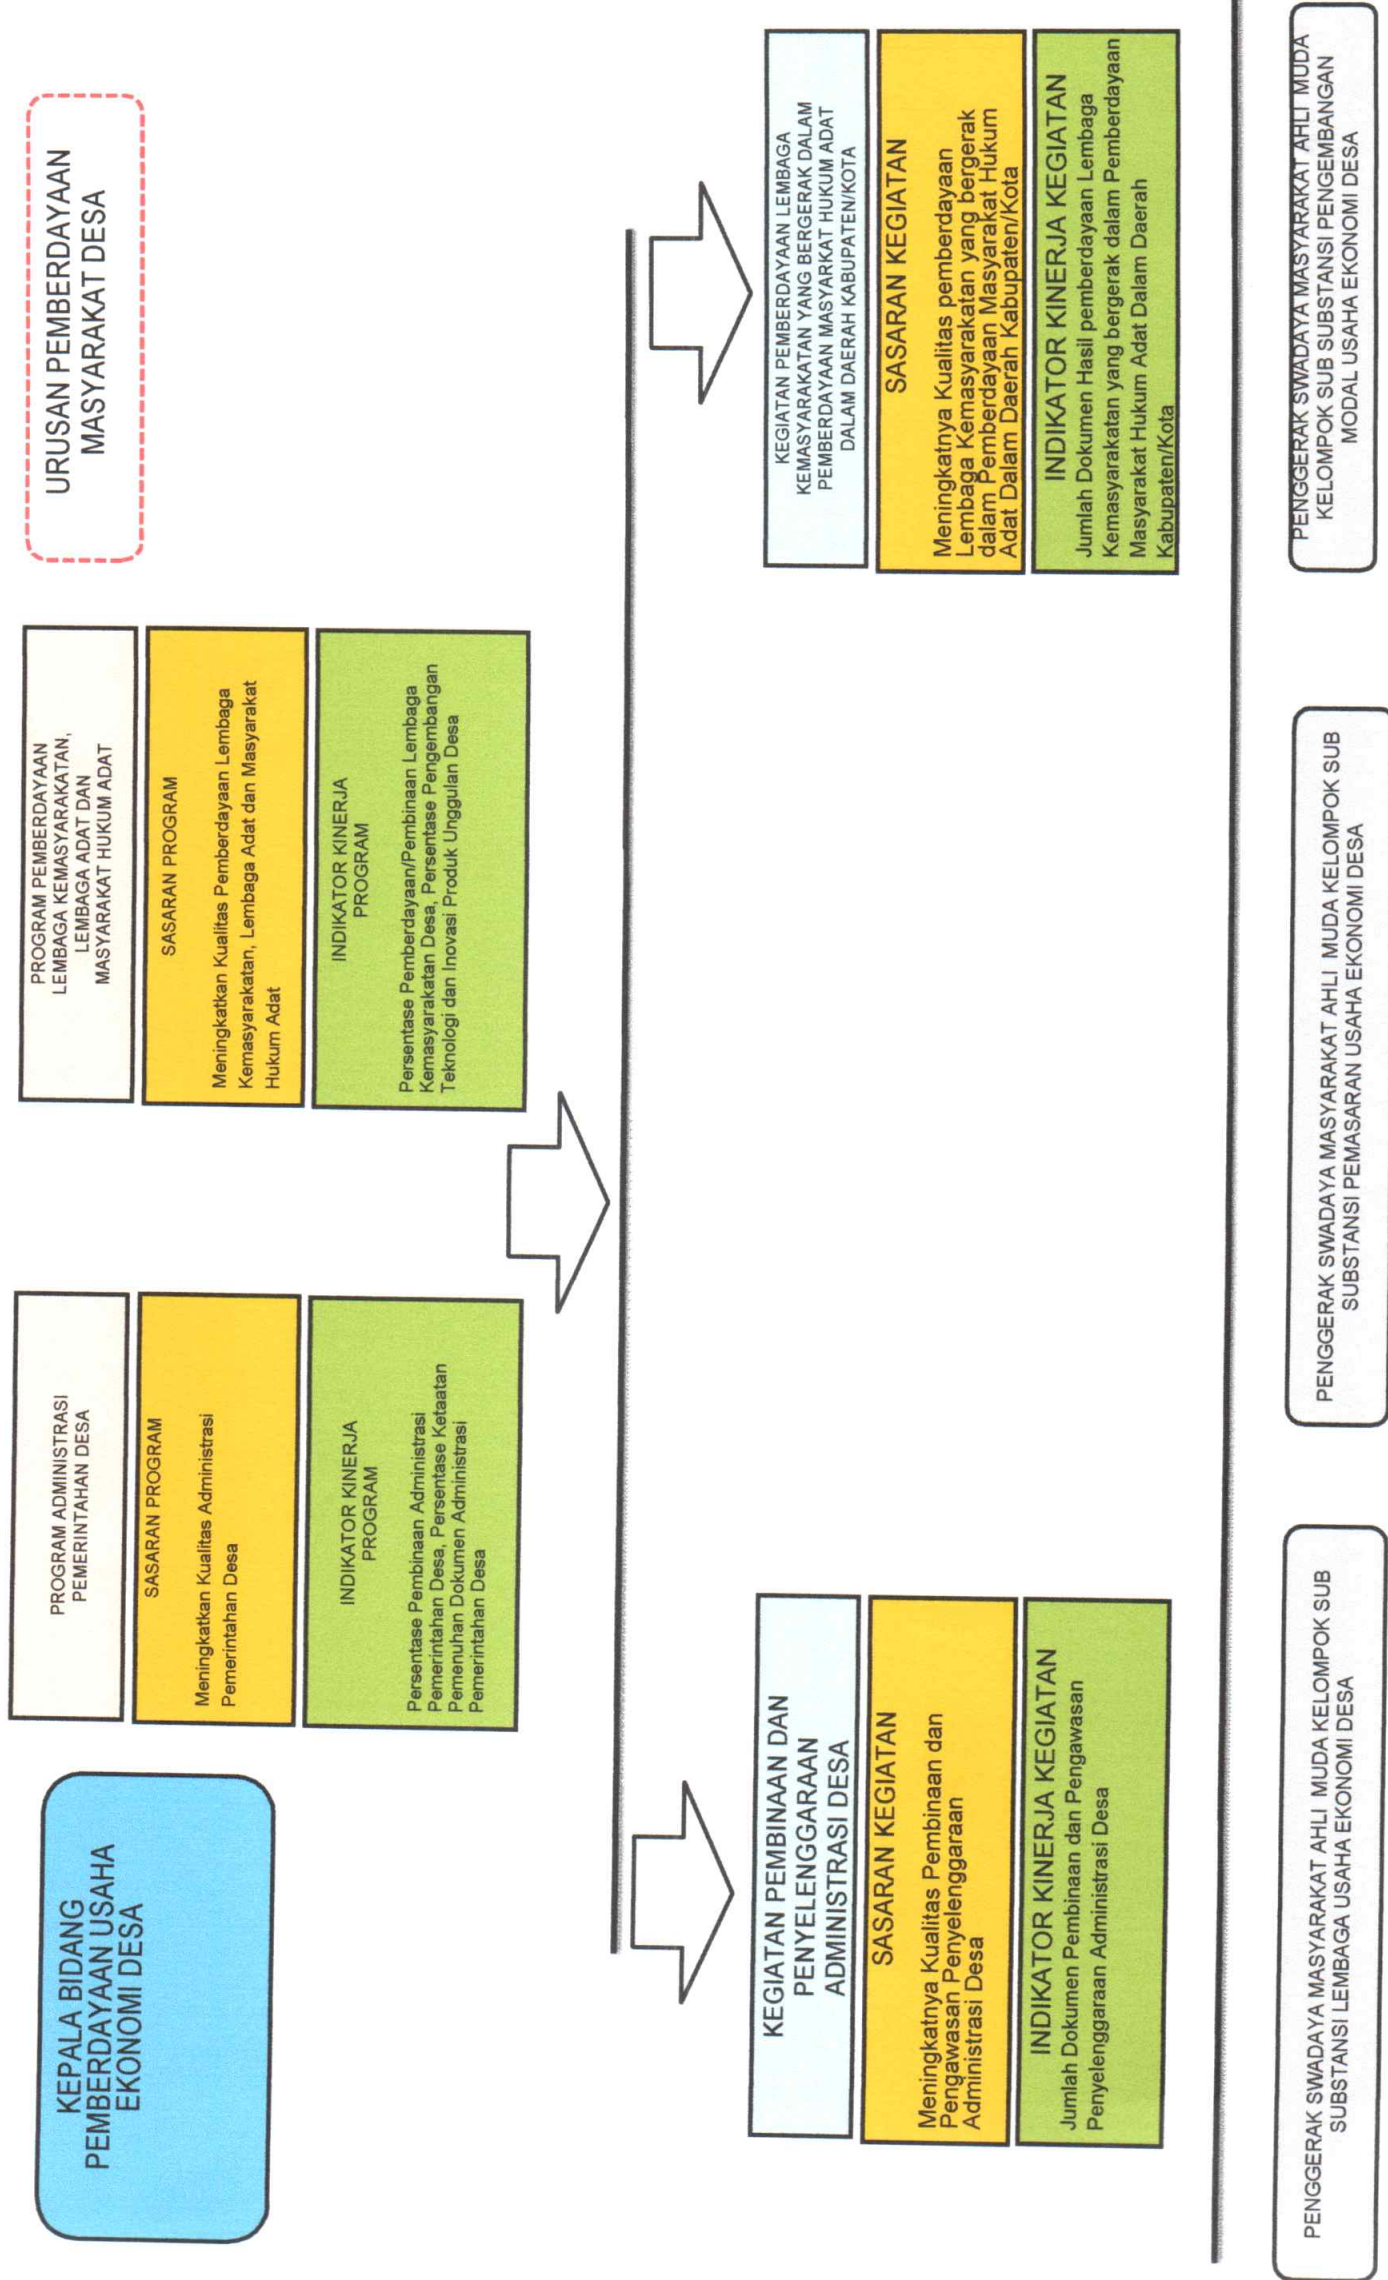 KEPALA BIDANG
PEMBERDAYAAN USAHA
EKONOMI DESA
PROGRAM ADMINISTRASI
PEMERINTAHAN DESA
SASARAN PROGRAM
Meningkatkan Kualitas Administrasi
Pemerintahan Desa
INDIKATOR KINERJA
PROGRAM
Persentase Pembinaan Administrasi
Pemerintahan Desa, Persentase Ketaatan
Pemenuhan Dokumen Administrasi
Pemerintahan Desa
PROGRAM PEMBERDAYAAN
LEMBAGA KEMASYARAKATAN,
LEMBAGA ADAT DAN
MASYARAKAT HUKUM ADAT
SASARAN PROGRAM
Meningkatkan Kualitas Pemberdayaan Lembaga
Kemasyarakatan, Lembaga Adat dan Masyarakat
Hukum Adat
INDIKATOR KINERJA
PROGRAM
Persentase Pemberdayaan/Pembinaan Lembaga
Kemasyarakatan Desa, Persentase Pengembangan
Teknologi dan Inovasi Produk Unggulan Desa
URUSAN PEMBERDAYAAN
MASYARAKAT DESA
KEGIATAN PEMBINAAN DAN
PENYELENGGARAAN
ADMINISTRASI DESA
SASARAN KEGIATAN
Meningkatnya Kualitas Pembinaan dan
Pengawasan Penyelenggaraan
Administrasi Desa
INDIKATOR KINERJA KEGIATAN
Jumlah Dokumen Pembinaan dan Pengawasan
Penyelenggaraan Administrasi Desa
KEGIATAN PEMBERDAYAAN LEMBAGA
KEMASYARAKATAN YANG BERGERAK DALAM
PEMBERDAYAAN MASYARKAT HUKUM ADAT
DALAM DAERAH KABUPATEN/KOTA
SASARAN KEGIATAN
Meningkatnya Kualitas pemberdayaan
Lembaga Kemasyarakatan yang bergerak
dalam Pemberdayaan Masyarakat Hukum
Adat Dalam Daerah Kabupaten/Kota
INDIKATOR KINERJA KEGIATAN
Jumlah Dokumen Hasil pemberdayaan Lembaga
Kemasyarakatan yang bergerak dalam Pemberdayaan
Masyarakat Hukum Adat Dalam Daerah
Kabupaten/Kota
PENGGERAK SWADAYA MASYARAKAT AHLI MUDA KELOMPOK SUB
SUBSTANSI LEMBAGA USAHA EKONOMI DESA
PENGGERAK SWADAYA MASYARAKAT AHLI MUDA KELOMPOK SUB
SUBSTANSI PEMASARAN USAHA EKONOMI DESA
PENGGERAK SWADAYA MASYARAKAT AHLI MUDA
KELOMPOK SUB SUBSTANSI PENGEMBANGAN
MODAL USAHA EKONOMI DESA